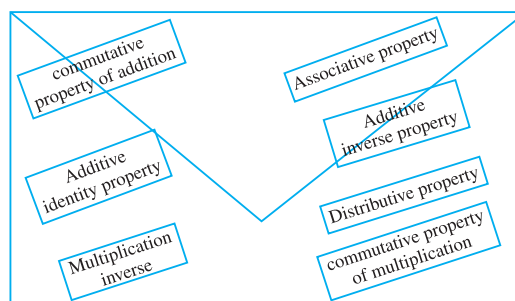 commutative
property of addition
Associative property
Additive
inverse property
Additive
identity property
Distributive property
Multiplication
inverse
commutative property
of multiplication